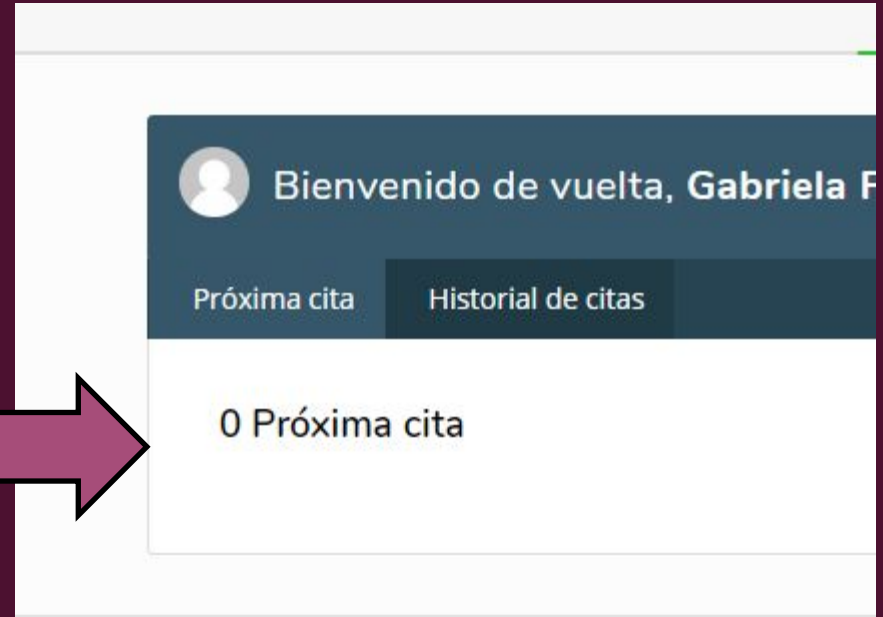 Bienvenido de vuelta, Gabriela
Próxima cita Historial de citas
0 Próxima cita